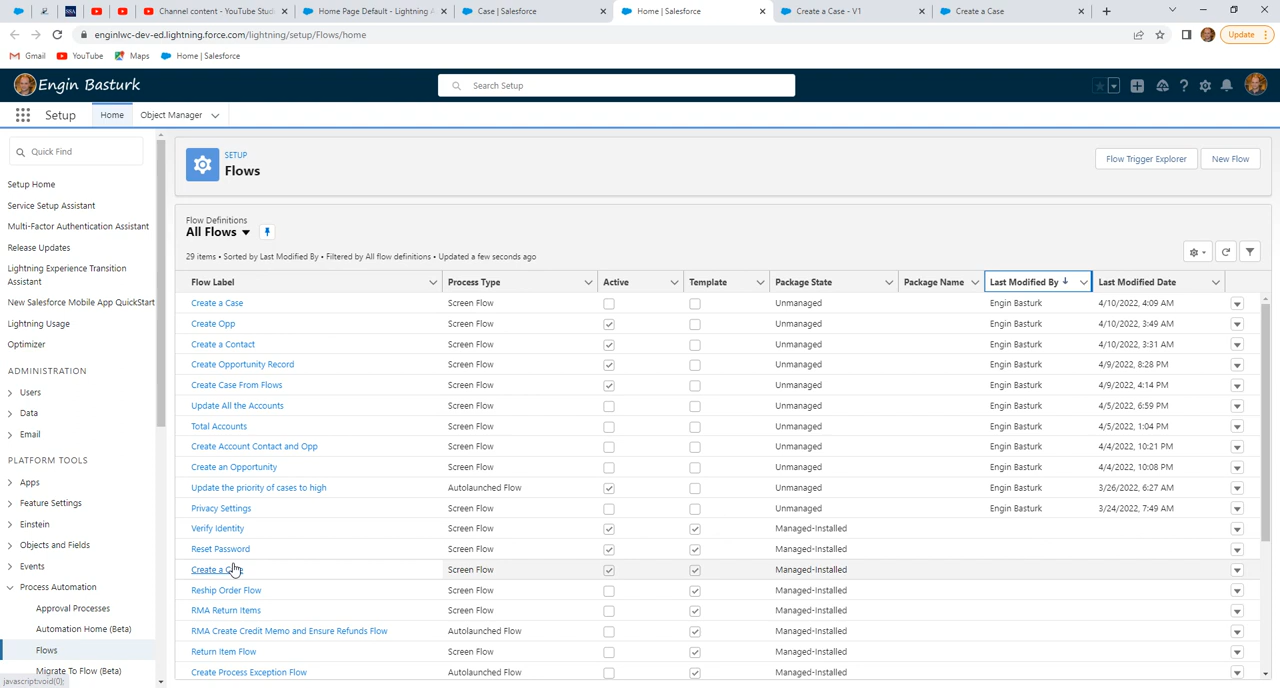 Channel content - YouTube Stud
Home Page Default - Lightning A
Case | Salesforce
Home | Salesforce
Create a Case - V1
Create a Case
enginlwc-dev-ed.lightning.force.com/lightning/setup/Flows/home
Update
Gmail YouTube Maps Home | Salesforce
Engin Basturk
Search Setup
Setup Home Object Manager
Quick Find
Setup Home
Service Setup Assistant
Multi-Factor Authentication Assistant
Release Updates
Lightning Experience Transition
Assistant
New Salesforce Mobile App QuickStart
Lightning Usage
Optimizer
ADMINISTRATION
Users
Data
Email
PLATFORM TOOLS
Apps
Feature Settings
Einstein
Objects and Fields
Events
Process Automation
Approval Processes
Automation Home (Beta)
Flows
Migrate To Flow (Beta)
javascript:void(0);
SETUP
Flows
Flow Trigger Explorer New Flow
Flow Definitions
All Flows
29 items • Sorted by Last Modified By • Filtered by All flow definitions • Updated a few seconds ago
Flow Label Process Type Active Template Package State Package Name Last Modified By Last Modified Date
Create a Case Screen Flow Unmanaged Engin Basturk 4/10/2022, 4:09 AM
Create Opp Screen Flow Unmanaged Engin Basturk 4/10/2022, 3:49 AM
Create a Contact Screen Flow Unmanaged Engin Basturk 4/10/2022, 3:31 AM
Create Opportunity Record Screen Flow Unmanaged Engin Basturk 4/9/2022, 8:28 PM
Create Case From Flows Screen Flow Unmanaged Engin Basturk 4/9/2022, 4:14 PM
Update All the Accounts Screen Flow Unmanaged Engin Basturk 4/5/2022, 6:59 PM
Total Accounts Screen Flow Unmanaged Engin Basturk 4/5/2022, 1:04 PM
Create Account Contact and Opp Screen Flow Unmanaged Engin Basturk 4/4/2022, 10:21 PM
Create an Opportunity Screen Flow Unmanaged Engin Basturk 4/4/2022, 10:08 PM
Update the priority of cases to high Autolaunched Flow Unmanaged Engin Basturk 3/26/2022, 6:27 AM
Privacy Settings Screen Flow Unmanaged Engin Basturk 3/24/2022, 7:49 AM
Verify Identity Screen Flow Managed-Installed
Reset Password Screen Flow Managed-Installed
Create a Screen Flow Managed-Installed
Reship Order Flow Screen Flow Managed-Installed
RMA Return Items Screen Flow Managed-Installed
RMA Create Credit Memo and Ensure Refunds Flow Autolaunched Flow Managed-Installed
Return Item Flow Screen Flow Managed-Installed
Create Process Exception Flow Autolaunched Flow Managed-Installed